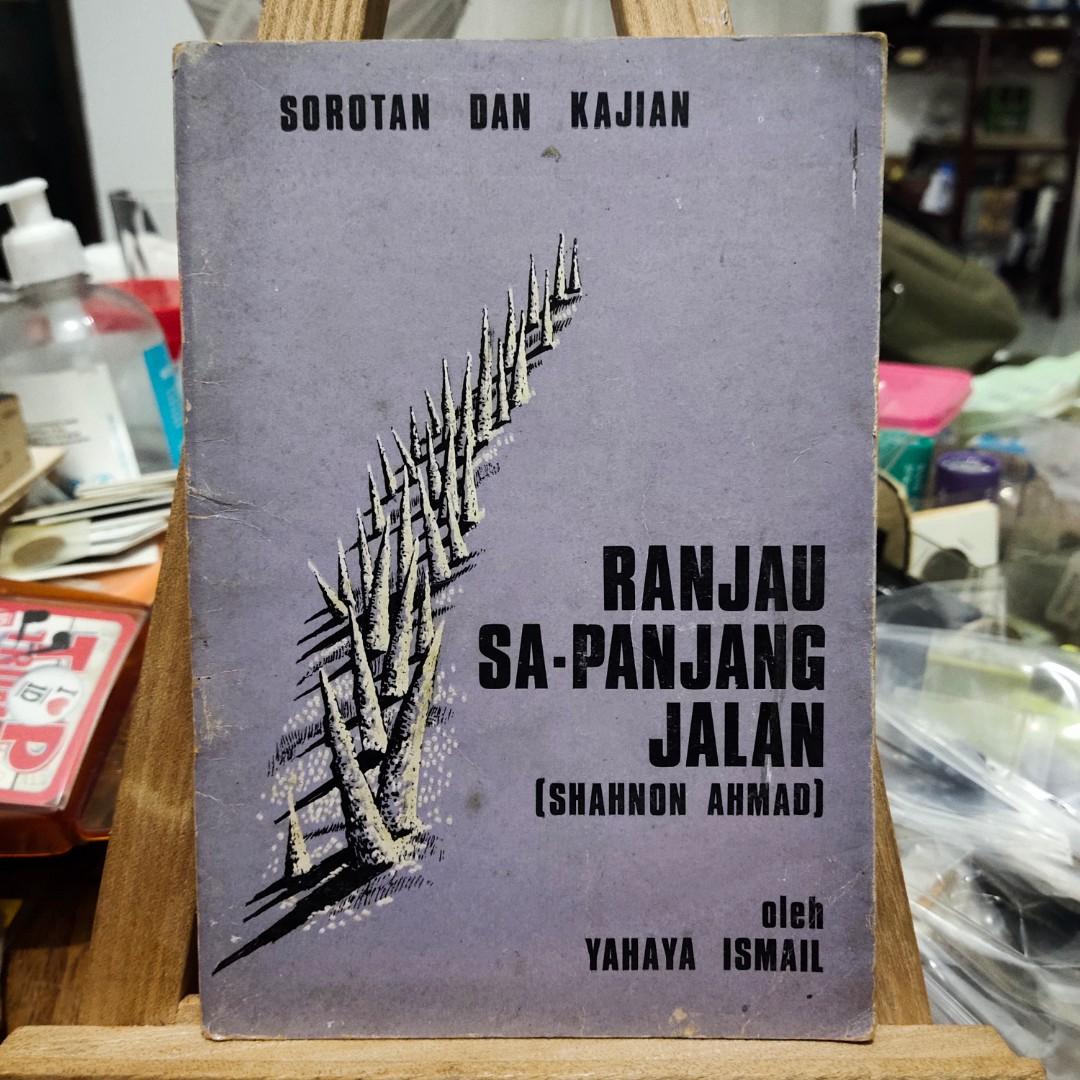 SOROTAN DAN KAJIAN
RANJAU
SA-PANJANG
JALAN
(SHAHNON AHMAD)
oleh
YAHAYA ISMAIL